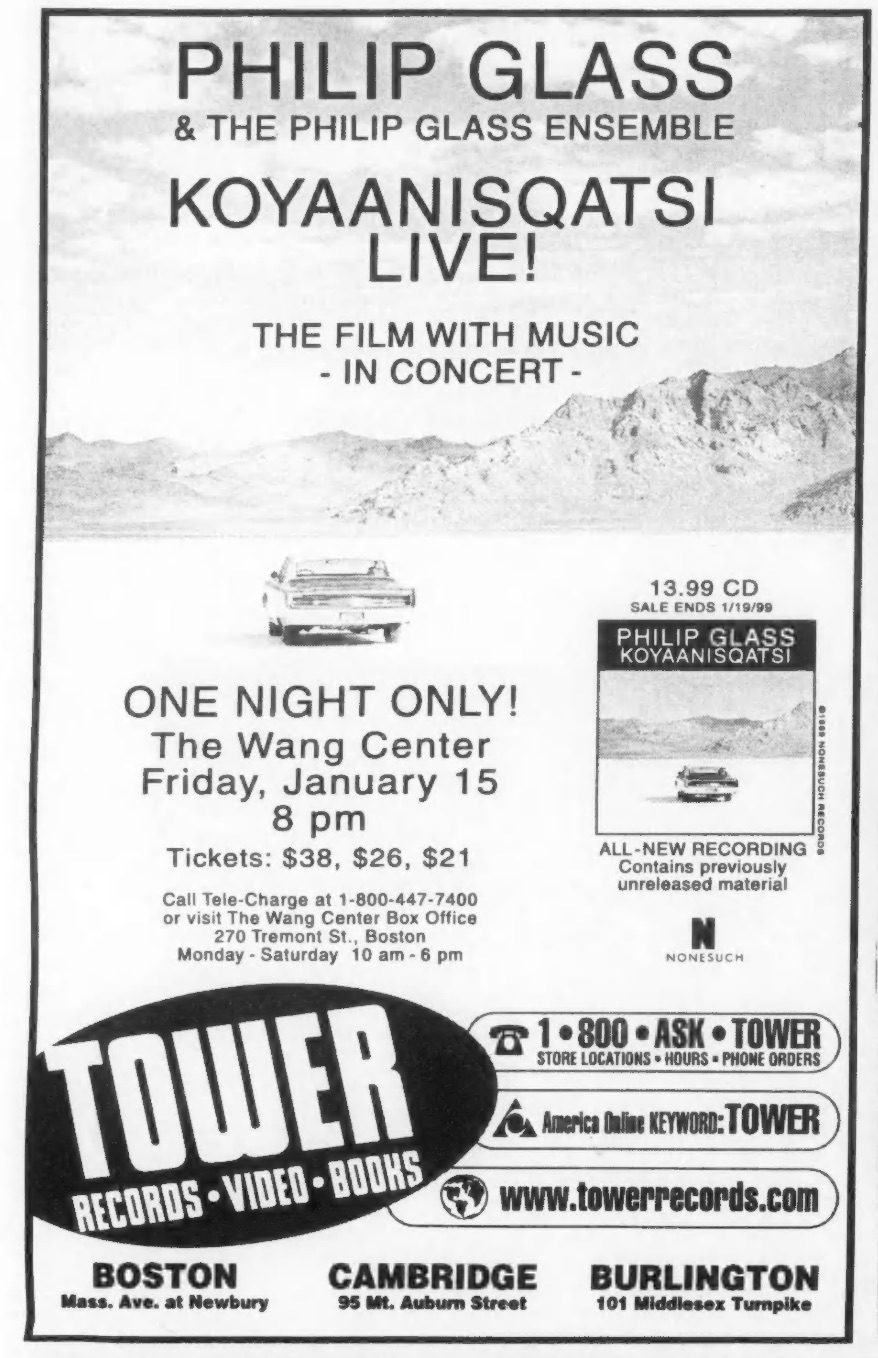 PHILIP GLASS
& THE PHILIP GLASS ENSEMBLE
KOYAANISQATSI
LIVE!
THE FILM WITH MUSIC
- IN CONCERT -
13.99 CD
SALE ENDS 1/19/99
PHILIP GLASS
KOYAANISQATSI
©1999 NONESUCH RECORDS
ALL-NEW RECORDING
Contains previously
unreleased material
N
NONESUCH
ONE NIGHT ONLY!
The Wang Center
Friday, January 15
8 pm
Tickets: $38, $26, $21
Call Tele-Charge at 1-800-447-7400
or visit The Wang Center Box Office
270 Tremont St., Boston
Monday - Saturday 10 am - 6 pm
TOWER
RECORDS • VIDEO • BOOKS
1 • 800 • ASK • TOWER
STORE LOCATIONS • HOURS • PHONE ORDERS
America Online KEYWORD: TOWER
www.towerrecords.com
BOSTON
Mass. Ave. at Newbury
CAMBRIDGE
95 Mt. Auburn Street
BURLINGTON
101 Middlesex Turnpike